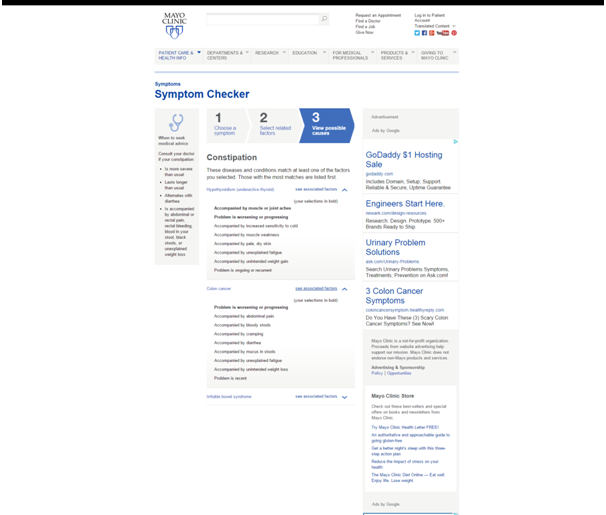 MAYO
CLINIC
Request an Appointment
Find a Doctor
Find a Job
Give Now
Log in to Patient
Account
Translated Content
YouTube
PATIENT CARE &
HEALTH INFO
DEPARTMENTS &
CENTERS
RESEARCH
EDUCATION
FOR MEDICAL
PROFESSIONALS
PRODUCTS &
SERVICES
GIVING TO
MAYO CLINIC
Symptoms
Symptom Checker
When to seek
medical advice
Consult your doctor
if your constipation:
Is more severe
than usual
Lasts longer
than usual
Alternates with
diarrhea
Is accompanied
by abdominal or
rectal pain,
rectal bleeding,
blood in your
stool, black
stools, or
unexplained
weight loss
1
Choose a
symptom
2
Select related
factors
3
View possible
causes
Constipation
These diseases and conditions match at least one of the factors
you selected. Those with the most matches are listed first.
Hypothyroidism (underactive thyroid)
see associated factors
(your selections in bold)
Accompanied by muscle or joint aches
Problem is worsening or progressing
Accompanied by increased sensitivity to cold
Accompanied by muscle weakness
Accompanied by pale, dry skin
Accompanied by unexplained fatigue
Accompanied by unintended weight gain
Problem is ongoing or recurrent
Colon cancer
see associated factors
(your selections in bold)
Problem is worsening or progressing
Accompanied by abdominal pain
Accompanied by bloody stools
Accompanied by cramping
Accompanied by diarrhea
Accompanied by mucus in stools
Accompanied by unexplained fatigue
Accompanied by unintended weight loss
Problem is recent
Irritable bowel syndrome
see associated factors
Advertisement
Ads by Google
GoDaddy $1 Hosting
Sale
godaddy.com
Includes Domain, Setup, Support
Reliable & Secure, Uptime Guarantee
Engineers Start Here.
newark.com/design-resources
Research. Design. Prototype. 500+
Brands Ready to Ship
Urinary Problem
Solutions
ask.com/Urinary-Problems
Search Urinary Problems Symptoms,
Treatments, Prevention on Ask.com!
3 Colon Cancer
Symptoms
coloncancersymptom.healthyreply.com
Do You Have These (3) Scary Colon
Cancer Symptoms? See Now!
Mayo Clinic is a not-for-profit organization.
Proceeds from website advertising help
support our mission. Mayo Clinic does not
endorse non-Mayo products and services.
Advertising & Sponsorship
Policy | Opportunities
Mayo Clinic Store
Check out these best-sellers and special
offers on books and newsletters from
Mayo Clinic.
Try Mayo Clinic Health Letter FREE!
An authoritative and approachable guide to
going gluten-free
Get a better night's sleep with this three-
step action plan
Reduce the impact of stress on your
health
The Mayo Clinic Diet Online — Eat well.
Enjoy life. Lose weight.
Ads by Google